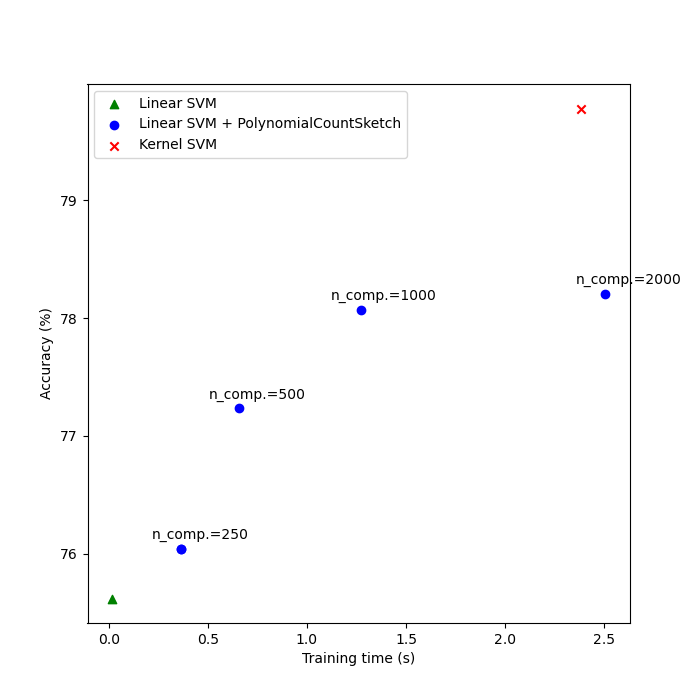 Linear SVM
Linear SVM + PolynomialCountSketch
Kernel SVM
79
n_comp.=2000
n_comp.=1000
78
Accuracy (%)
n_comp.=500
77
n_comp.=250
76
0.0 0.5 1.0 1.5 2.0 2.5
Training time (s)